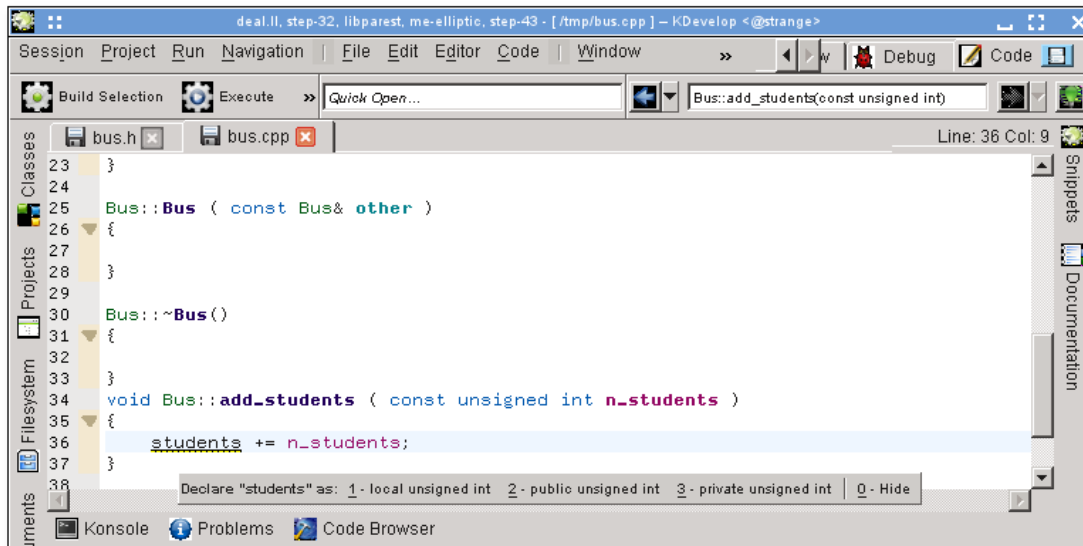 deal.II, step-32, libparest, me-elliptic, step-43 - [ /tmp/bus.cpp ] – KDevelop <@strange>
Session Project Run Navigation | File Edit Editor Code | Window » w Debug Code
Build Selection Execute » Quick Open... Bus::add_students(const unsigned int)
bus.h bus.cpp Line: 36 Col: 9
Classes
Projects
Filesystem
uments
23 }
24
25 Bus::Bus ( const Bus& other )
26 {
27
28 }
29
30 Bus::~Bus()
31 {
32
33 }
34 void Bus::add_students ( const unsigned int n_students )
35 {
36 students += n_students;
37 }
38
Declare "students" as: 1 - local unsigned int 2 - public unsigned int 3 - private unsigned int | 0 - Hide
Snippets
Documentation
Konsole Problems Code Browser